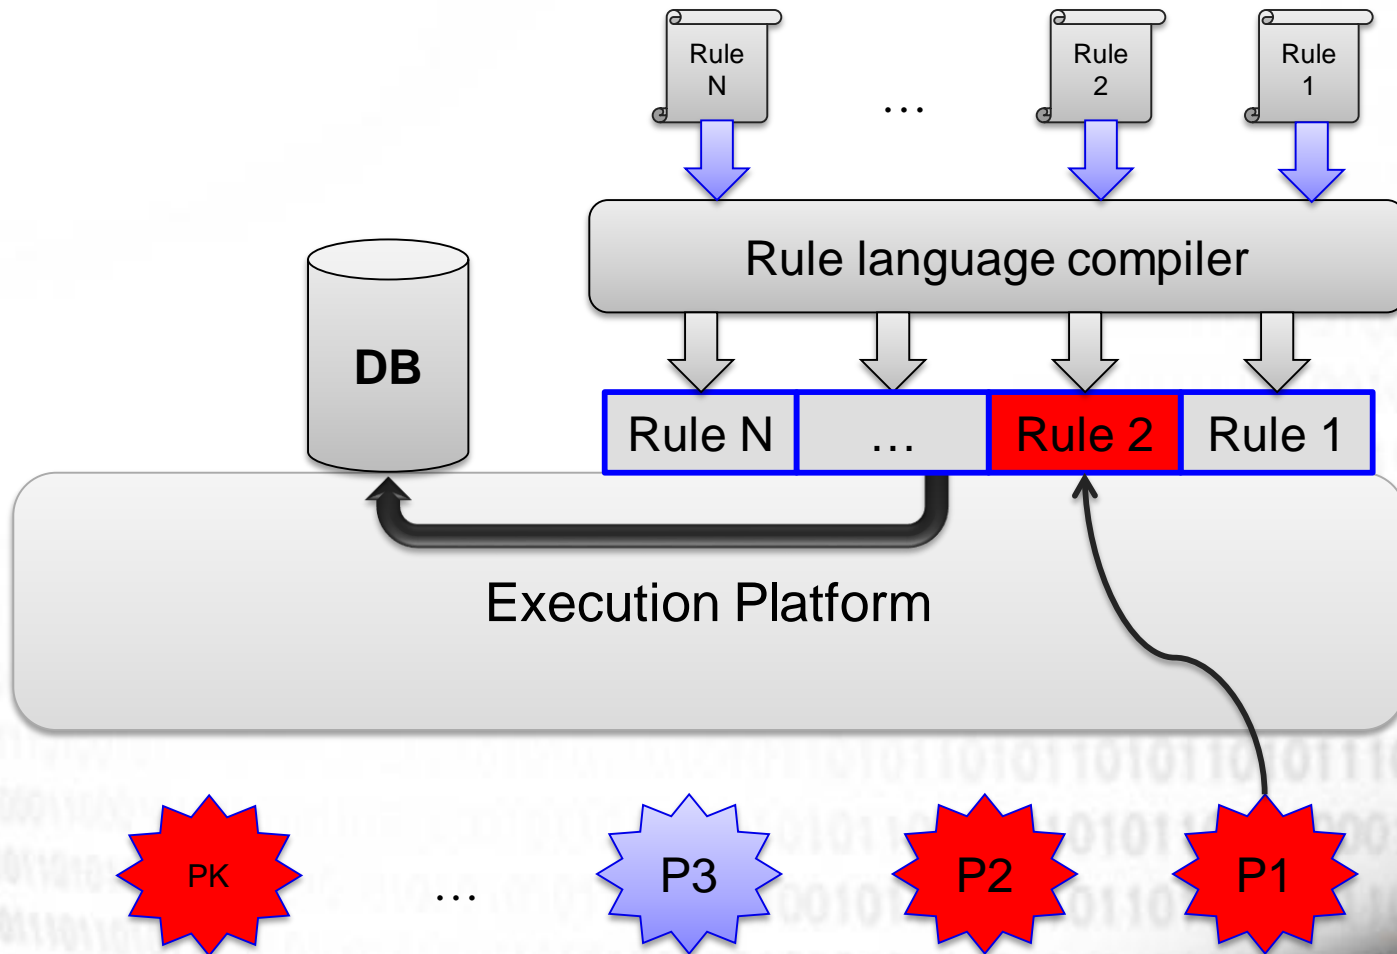 Rule
N
…
Rule
2
Rule
1
Rule language compiler
DB
Rule N
…
Rule 2
Rule 1
Execution Platform
PK
…
P3
P2
P1